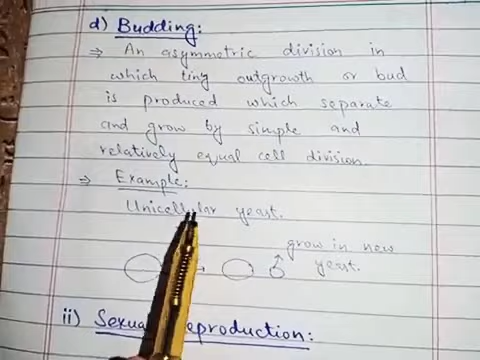 d) Budding:
⇒ An asymmetric division in
which tiny outgrowth or bud
is produced which separate
and grow by simple and
relatively equal cell division.
⇒ Example:
Unicellular yeast.
grow in new
yeast.
ii) Sexual Reproduction: